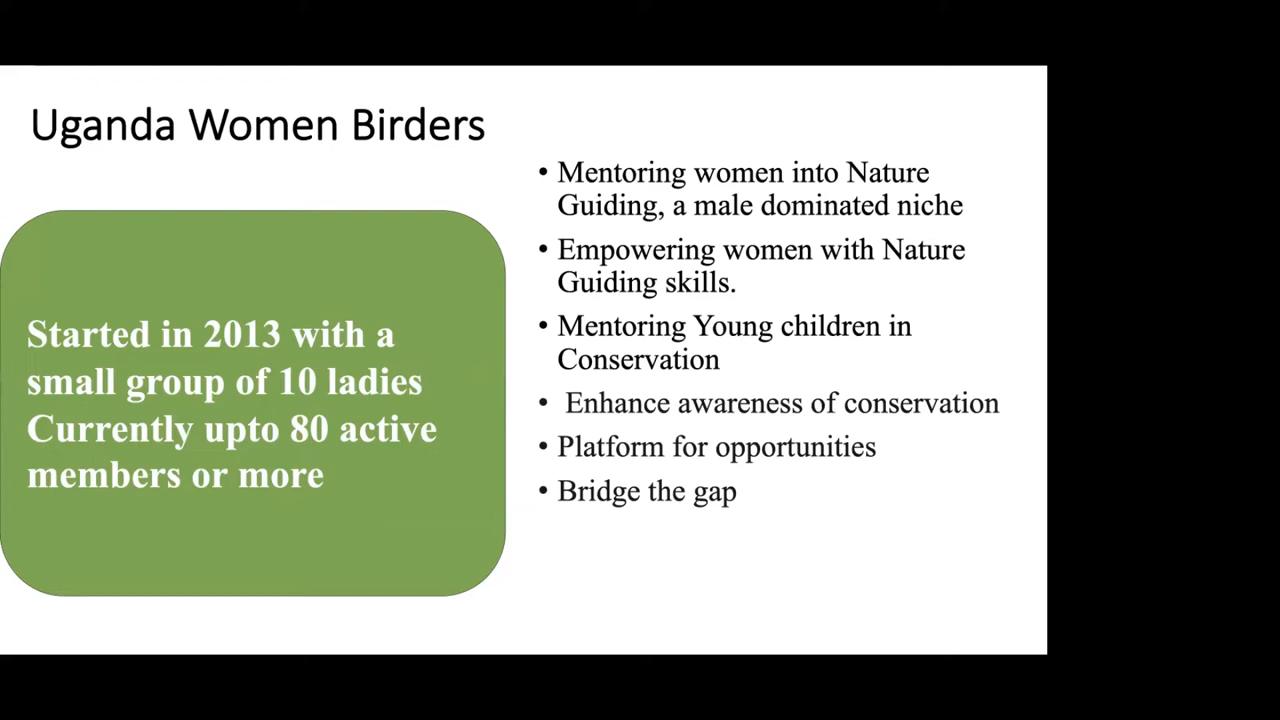 Uganda Women Birders
Started in 2013 with a
small group of 10 ladies
Currently upto 80 active
members or more
• Mentoring women into Nature
Guiding, a male dominated niche
• Empowering women with Nature
Guiding skills.
• Mentoring Young children in
Conservation
• Enhance awareness of conservation
• Platform for opportunities
• Bridge the gap